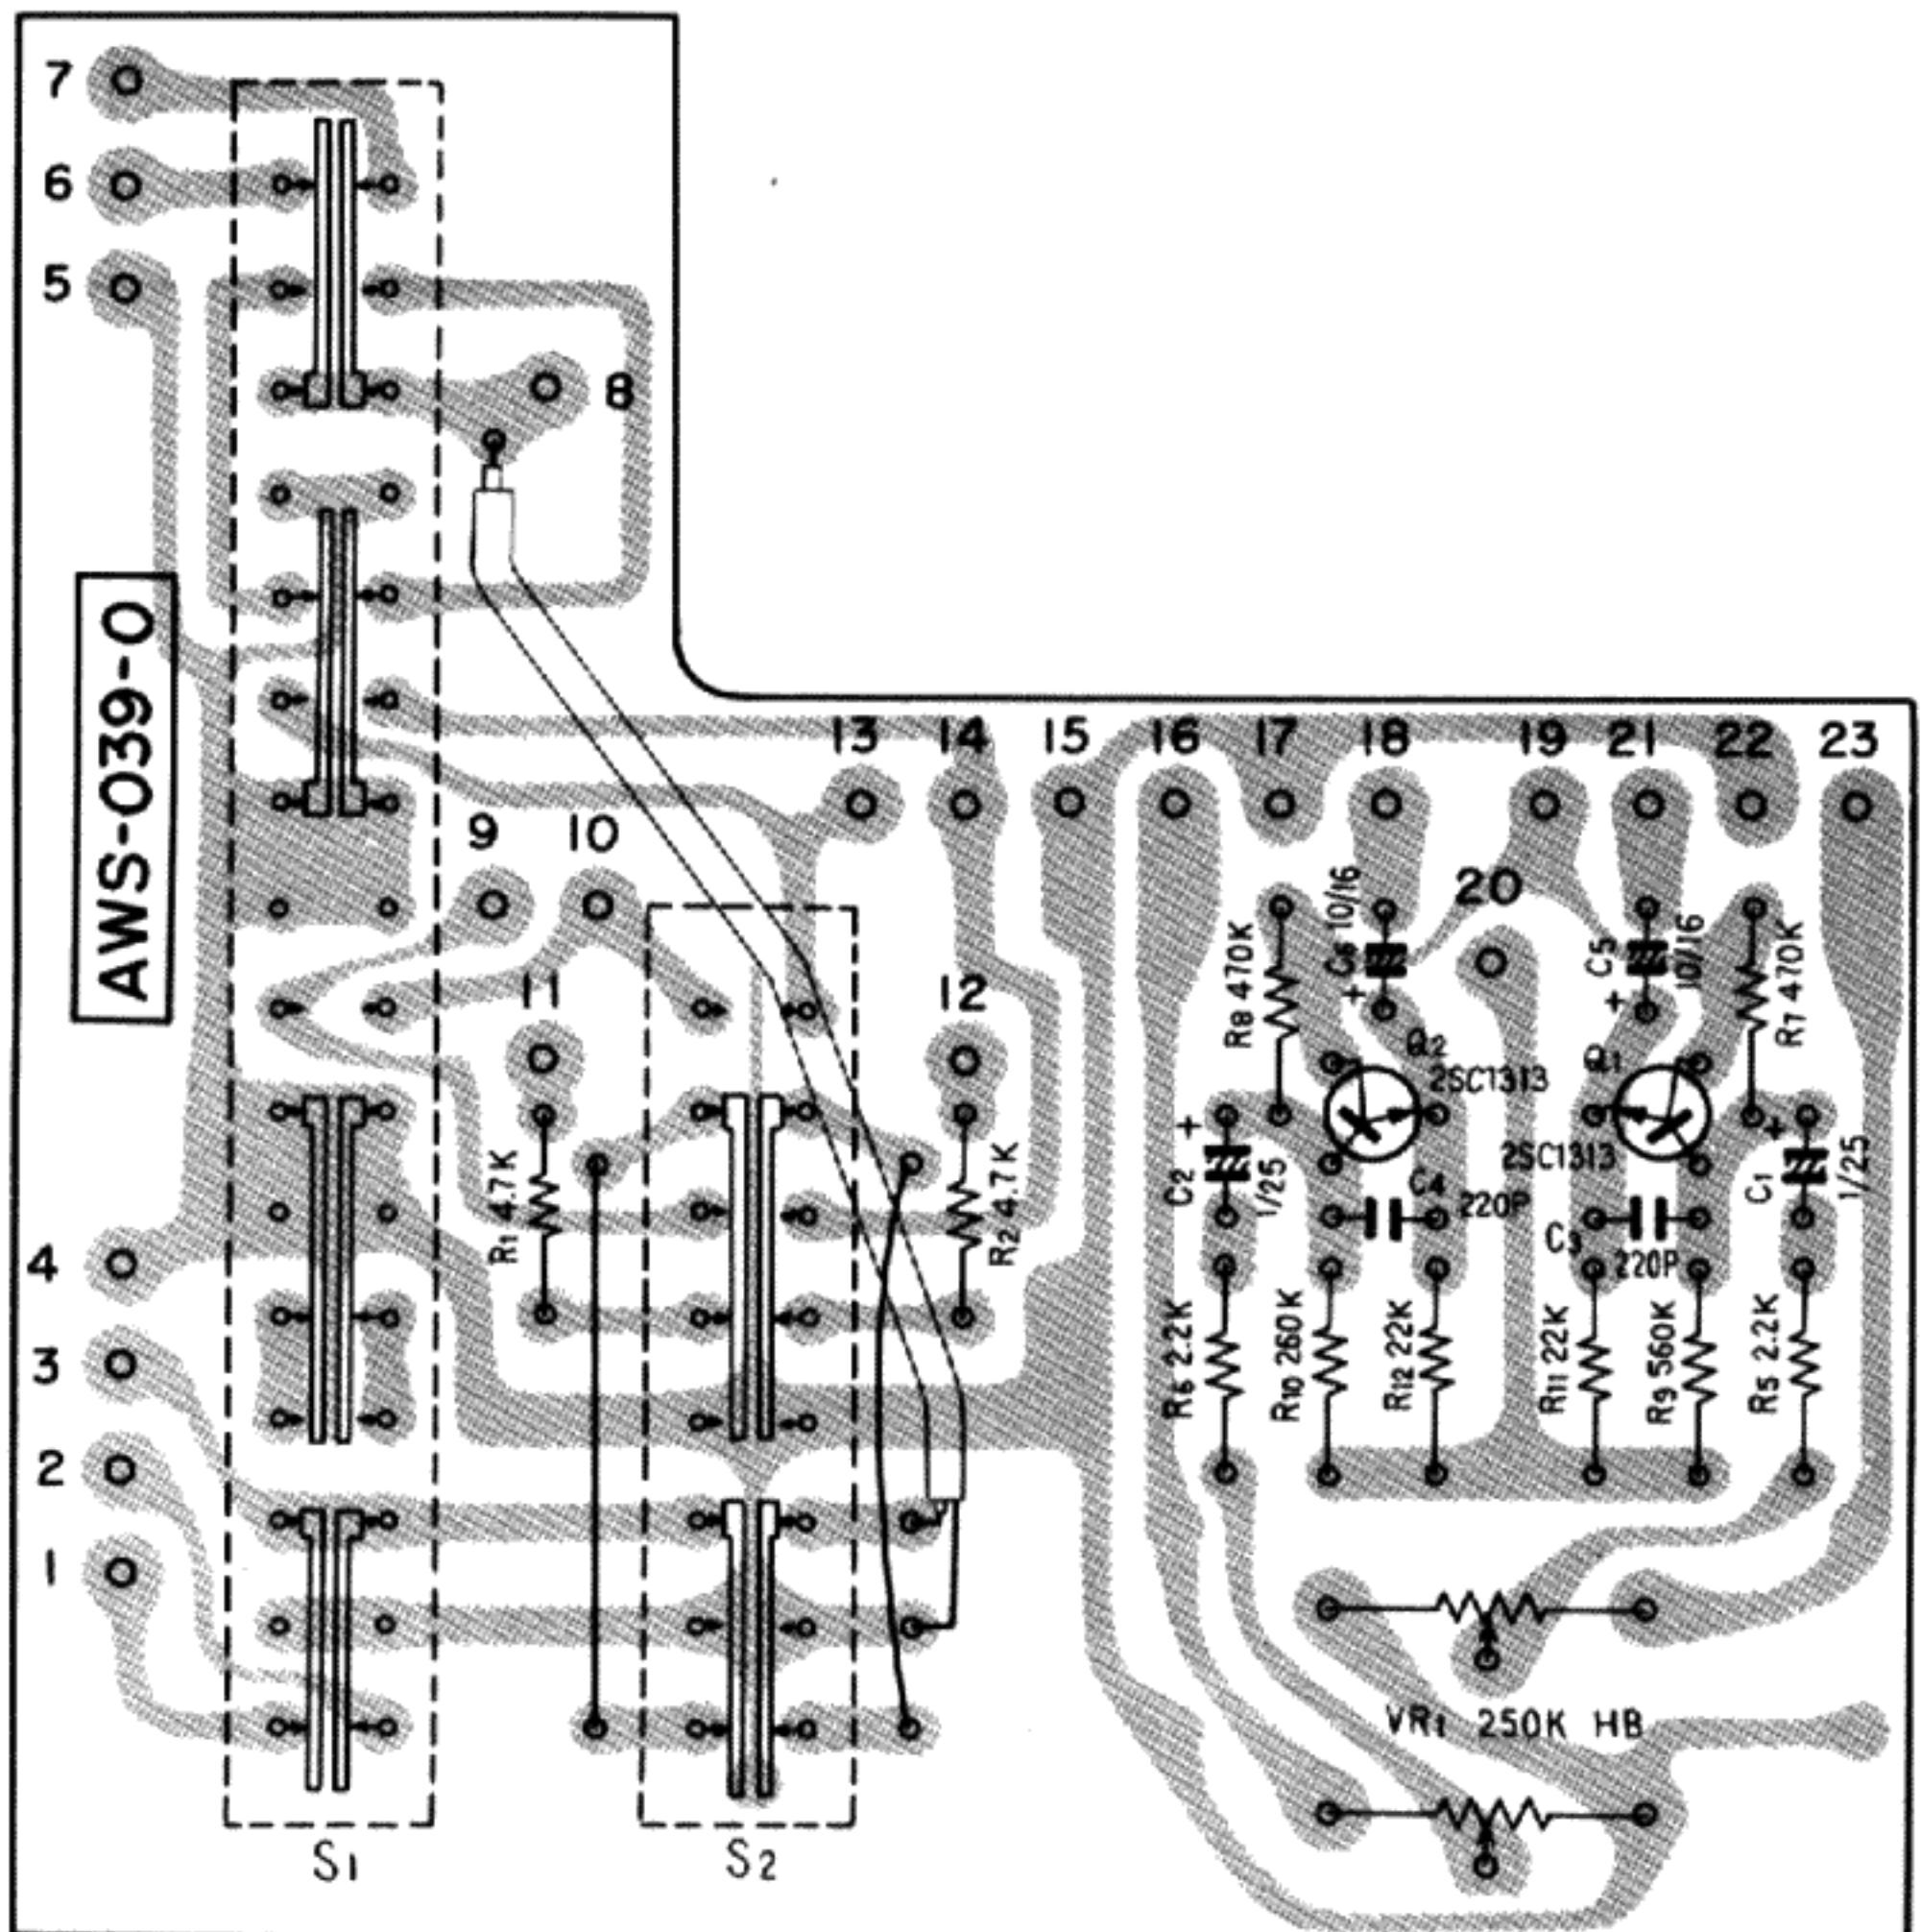 7
6
5
8
AWS-039-0
13 14 15 16 17 18 19 21 22 23
9 10
20
11
12
R8 470K
C6 10/16
+
C5 10/16
+
R7 470K
Q2
2SC1313
Q1
2SC1313
R1 4.7K
R2 4.7K
+
C2 1/25
C4
220P
C3
220P
+
C1 1/25
4
3
2
1
R6 2.2K
R10 260K
R12 22K
R11 22K
R9 560K
R5 2.2K
VR1 250K HB
S1
S2